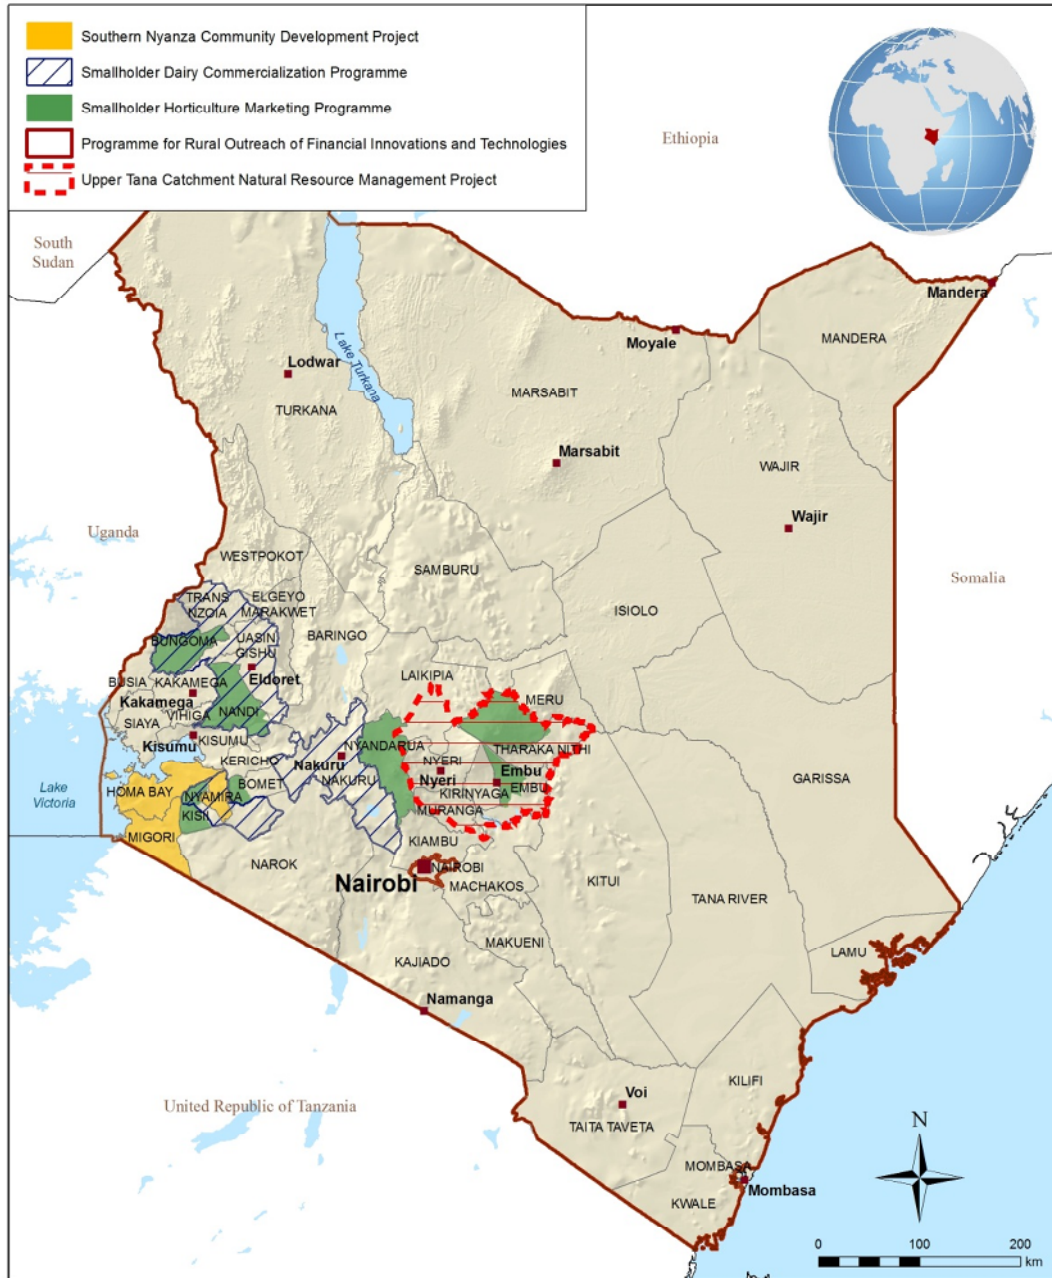 Southern Nyanza Community Development Project
Smallholder Dairy Commercialization Programme
Smallholder Horticulture Marketing Programme
Programme for Rural Outreach of Financial Innovations and Technologies
Upper Tana Catchment Natural Resource Management Project
Ethiopia
South
Sudan
Mandera
Moyale
MANDERA
Lake Turkana
Lodwar
TURKANA
MARSABIT
Marsabit
WAJIR
Wajir
Uganda
WESTPOKOT
SAMBURU
Somalia
TRANS
NZOIA
ELGEYO
MARAKWET
ISIOLO
BUNGOMA
UASIN
GISHU
BARINGO
BUSIA
KAKAMEGA
Eldoret
LAIKIPIA
Kakamega
MERU
SIAYA
VIHIGA
NANDI
Kisumu
KISUMU
NYANDARUA
THARAKA NITHI
KERICHO
Nakuru
NYERI
Embu
Nyeri
NAKURU
GARISSA
Lake
Victoria
HOMA BAY
NYAMIRA
BOMET
KIRINYAGA
EMBU
KISII
MURANGA
MIGORI
KIAMBU
NAROK
NAIROBI
Nairobi
MACHAKOS
KITUI
TANA RIVER
MAKUENI
LAMU
KAJIADO
Namanga
KILIFI
Voi
United Republic of Tanzania
TAITA TAVETA
N
MOMBASA
Mombasa
KWALE
0 100 200
km